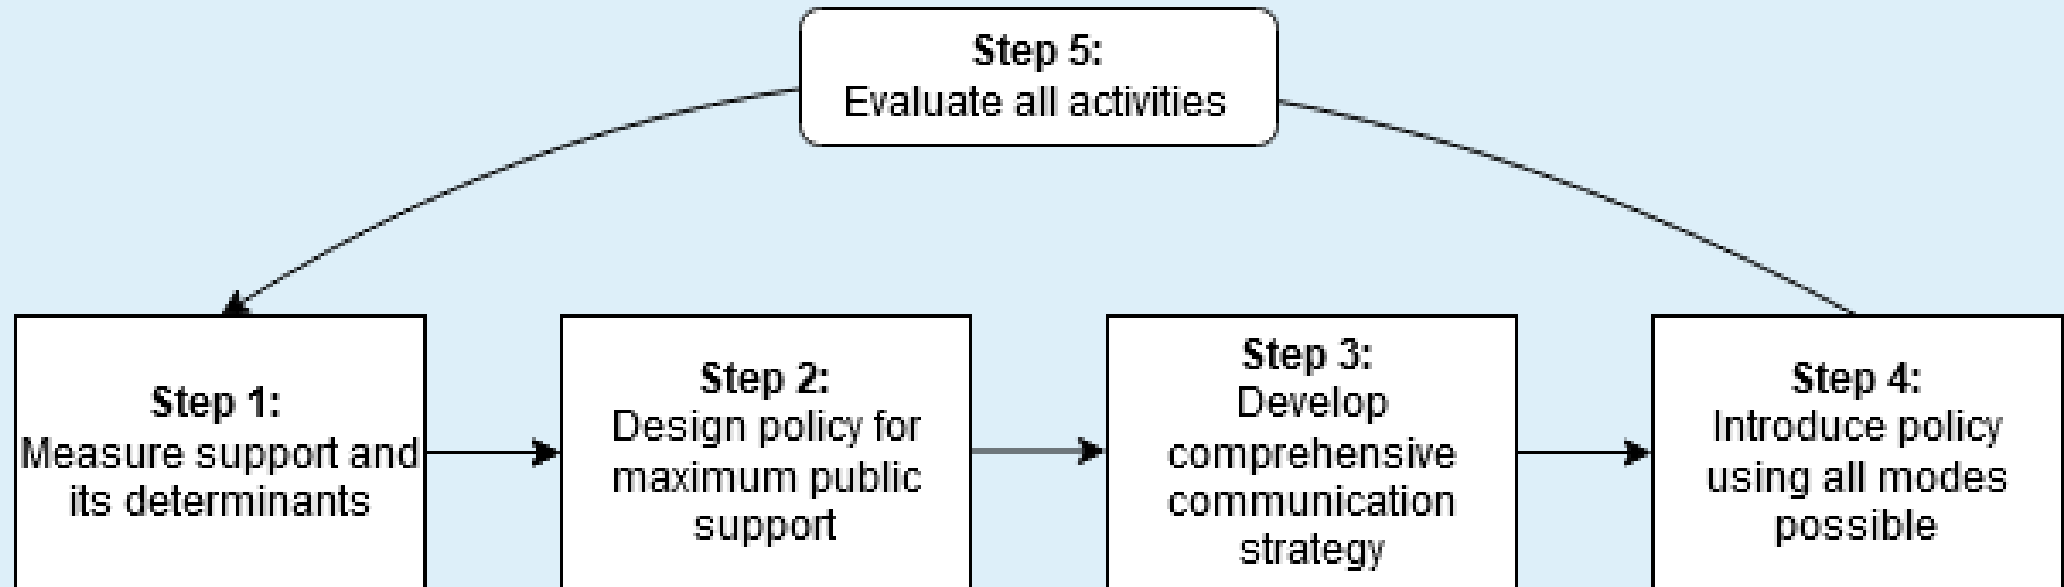 Step 5:
Evaluate all activities
Step 1:
Measure support and
its determinants
Step 2:
Design policy for
maximum public
support
Step 3:
Develop
comprehensive
communication
strategy
Step 4:
Introduce policy
using all modes
possible